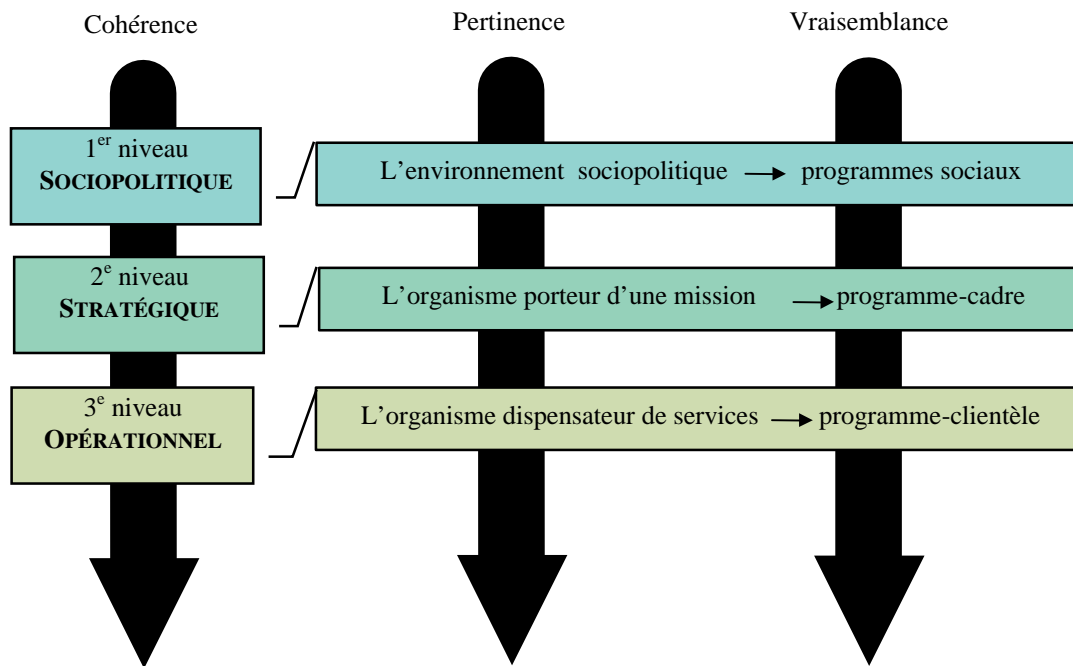 Cohérence
Pertinence
Vraisemblance
1er niveau
SOCIOPOLITIQUE
L'environnement sociopolitique → programmes sociaux
2e niveau
STRATÉGIQUE
L'organisme porteur d'une mission → programme-cadre
3e niveau
OPÉRATIONNEL
L'organisme dispensateur de services → programme-clientèle